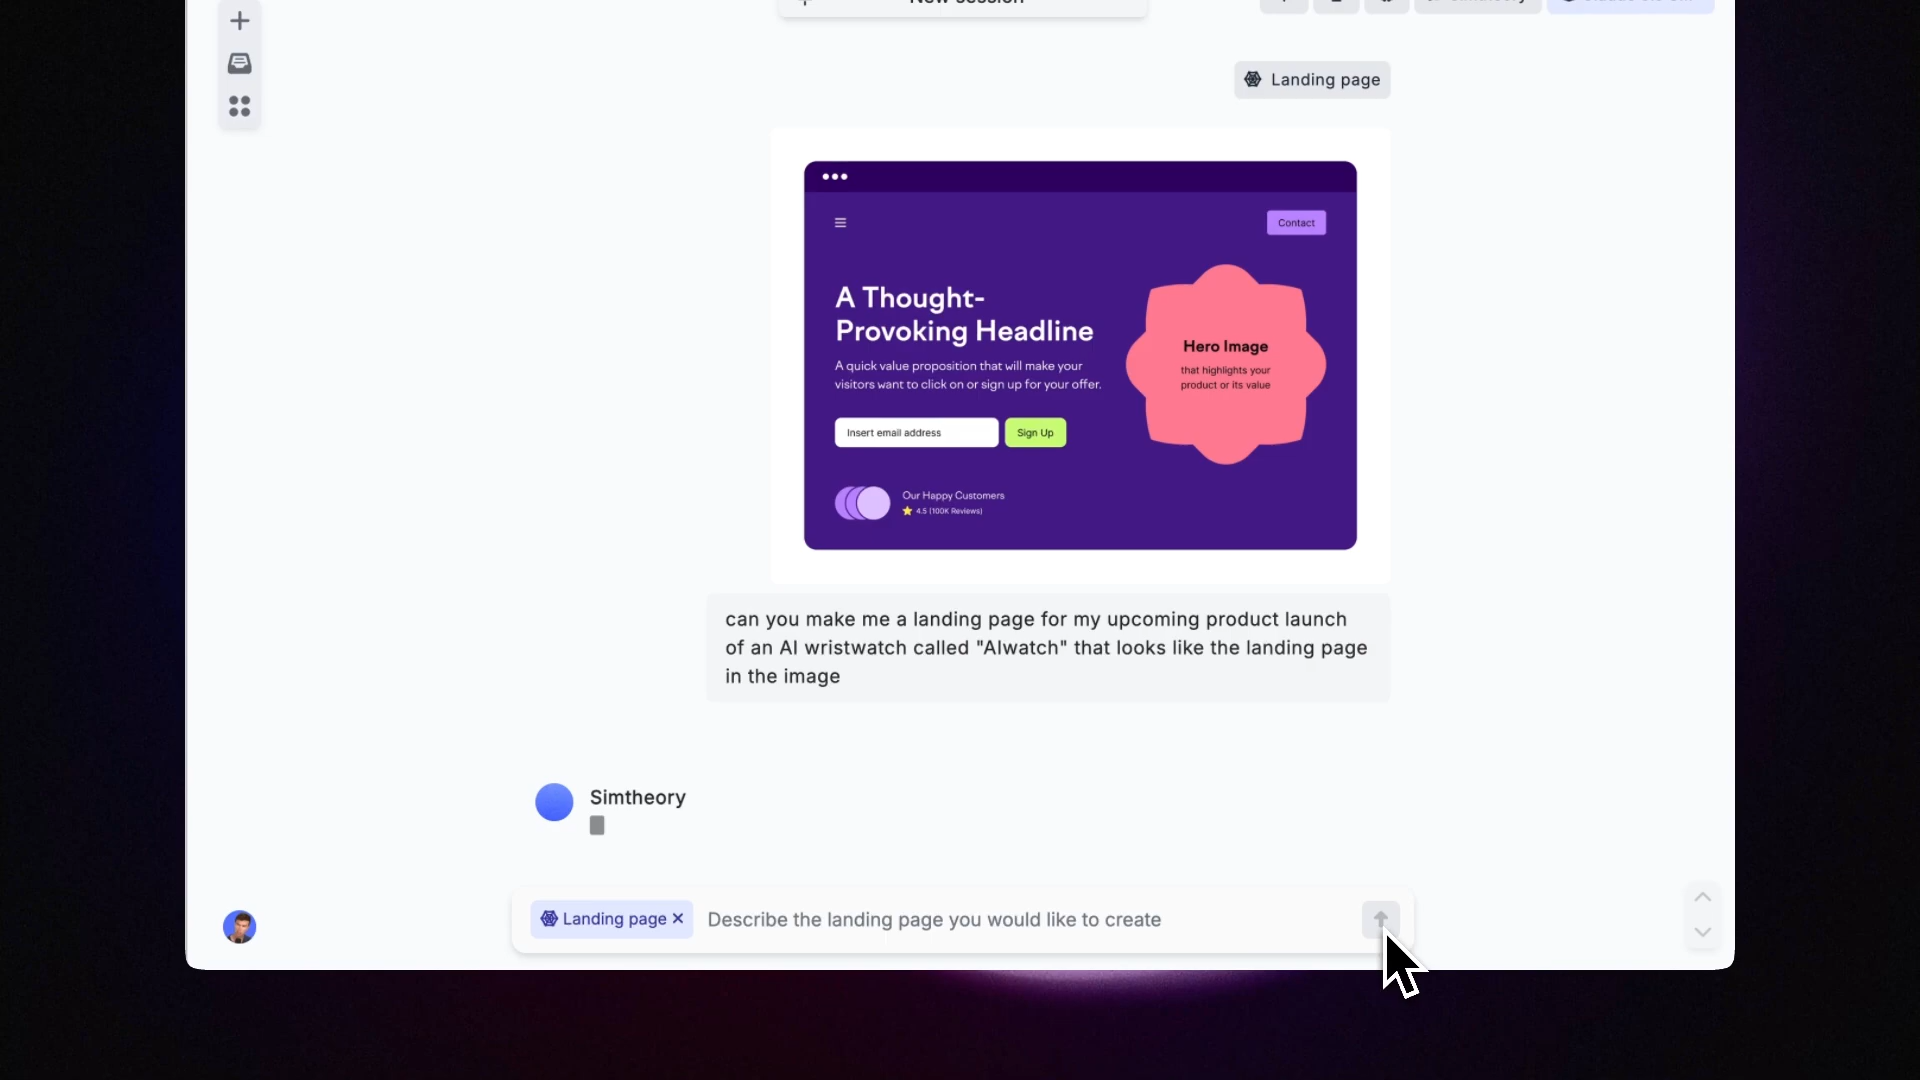 New session
Simtheory
Landing page
Contact
A Thought-
Provoking Headline
A quick value proposition that will make your
visitors want to click on or sign up for your offer.
Insert email address
Sign Up
Hero Image
that highlights your
product or its value
Our Happy Customers
4.5 (100K Reviews)
can you make me a landing page for my upcoming product launch
of an AI wristwatch called "AIwatch" that looks like the landing page
in the image
Simtheory
Landing page
Describe the landing page you would like to create